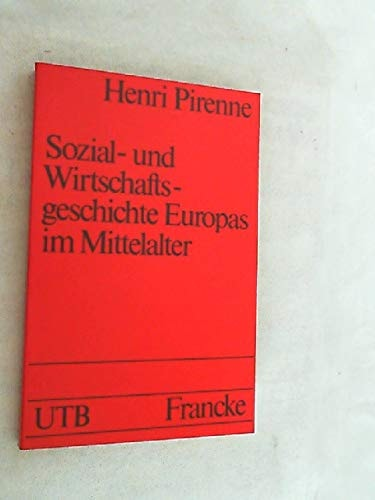 Henri Pirenne
Sozial- und
Wirtschafts-
geschichte Europas
im Mittelalter
UTB Francke